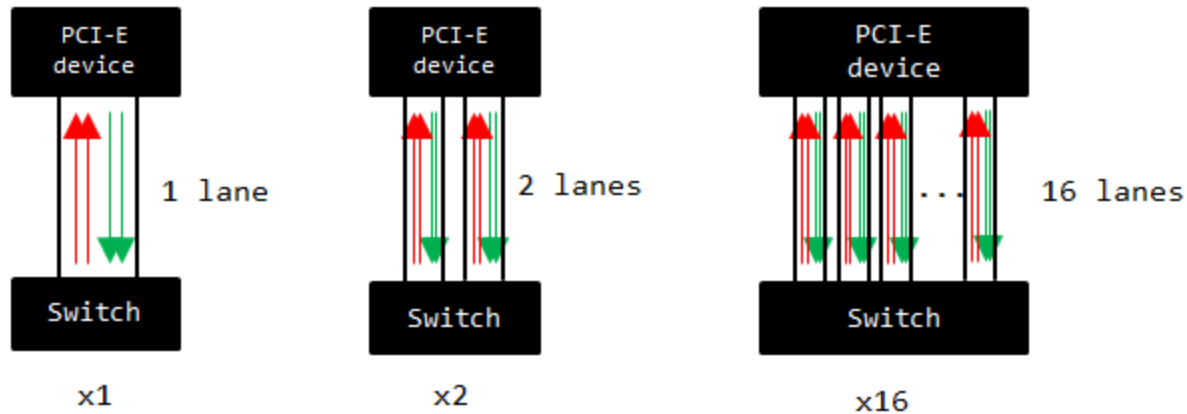 PCI-E
device
1 lane
Switch
x1
PCI-E
device
2 lanes
Switch
x2
PCI-E
device
...
16 lanes
Switch
x16